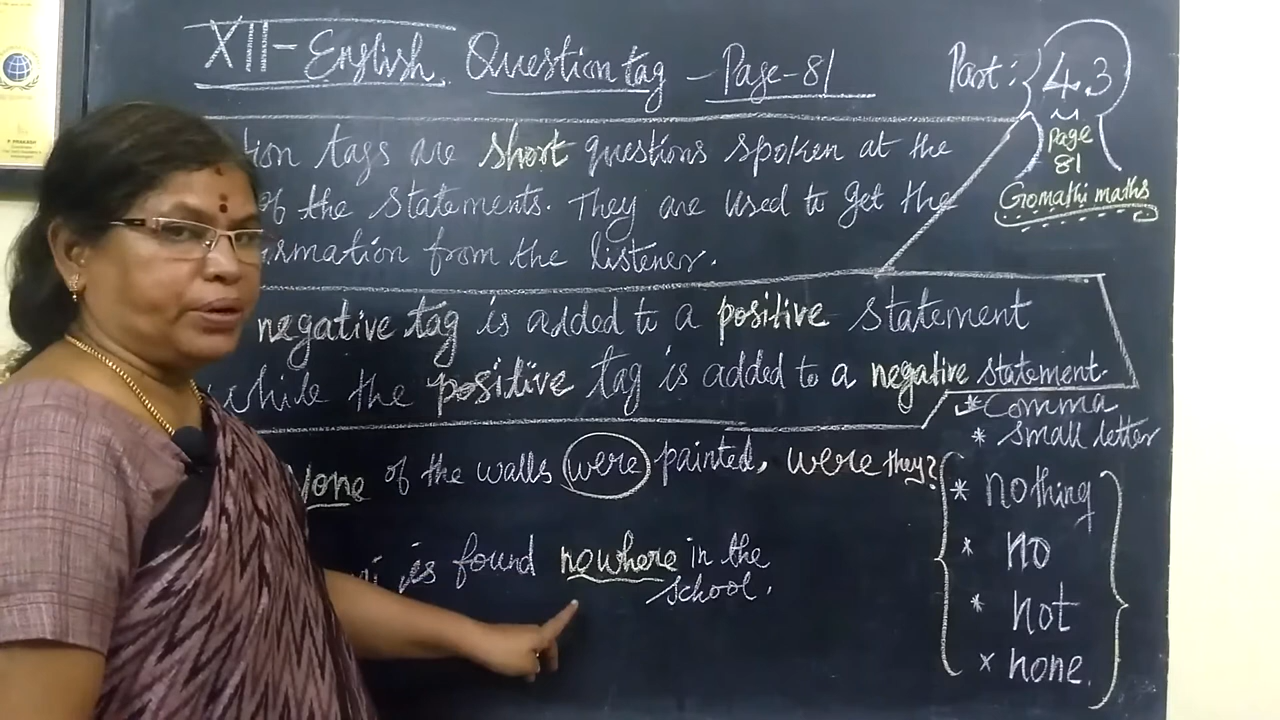 XII-English Question tag - Page-81
Part: 43
Page
81
Gomathi maths
tion tags are short questions spoken at the
of the statements. They are used to get the
rmation from the listener.
negative tag is added to a positive statement
while the positive tag is added to a negative statement.
* Comma
* small letter
None of the walls were painted, were they?
is found nowhere in the
school.
* nothing
* no
* not
* none.